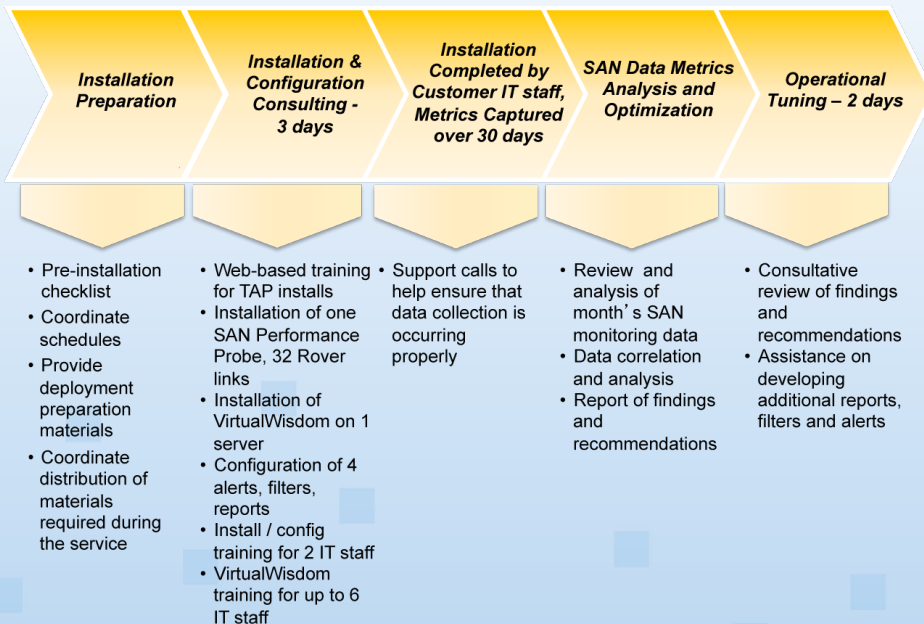 Installation
Preparation
Installation &
Configuration
Consulting -
3 days
Installation
Completed by
Customer IT staff,
Metrics Captured
over 30 days
SAN Data Metrics
Analysis and
Optimization
Operational
Tuning – 2 days
• Pre-installation
checklist
• Coordinate
schedules
• Provide
deployment
preparation
materials
• Coordinate
distribution of
materials
required during
the service
• Web-based training
for TAP installs
• Installation of one
SAN Performance
Probe, 32 Rover
links
• Installation of
VirtualWisdom on 1
server
• Configuration of 4
alerts, filters,
reports
• Install / config
training for 2 IT staff
• VirtualWisdom
training for up to 6
IT staff
• Support calls to
help ensure that
data collection is
occurring
properly
• Review and
analysis of
month’s SAN
monitoring data
• Data correlation
and analysis
• Report of findings
and
recommendations
• Consultative
review of findings
and
recommendations
• Assistance on
developing
additional reports,
filters and alerts